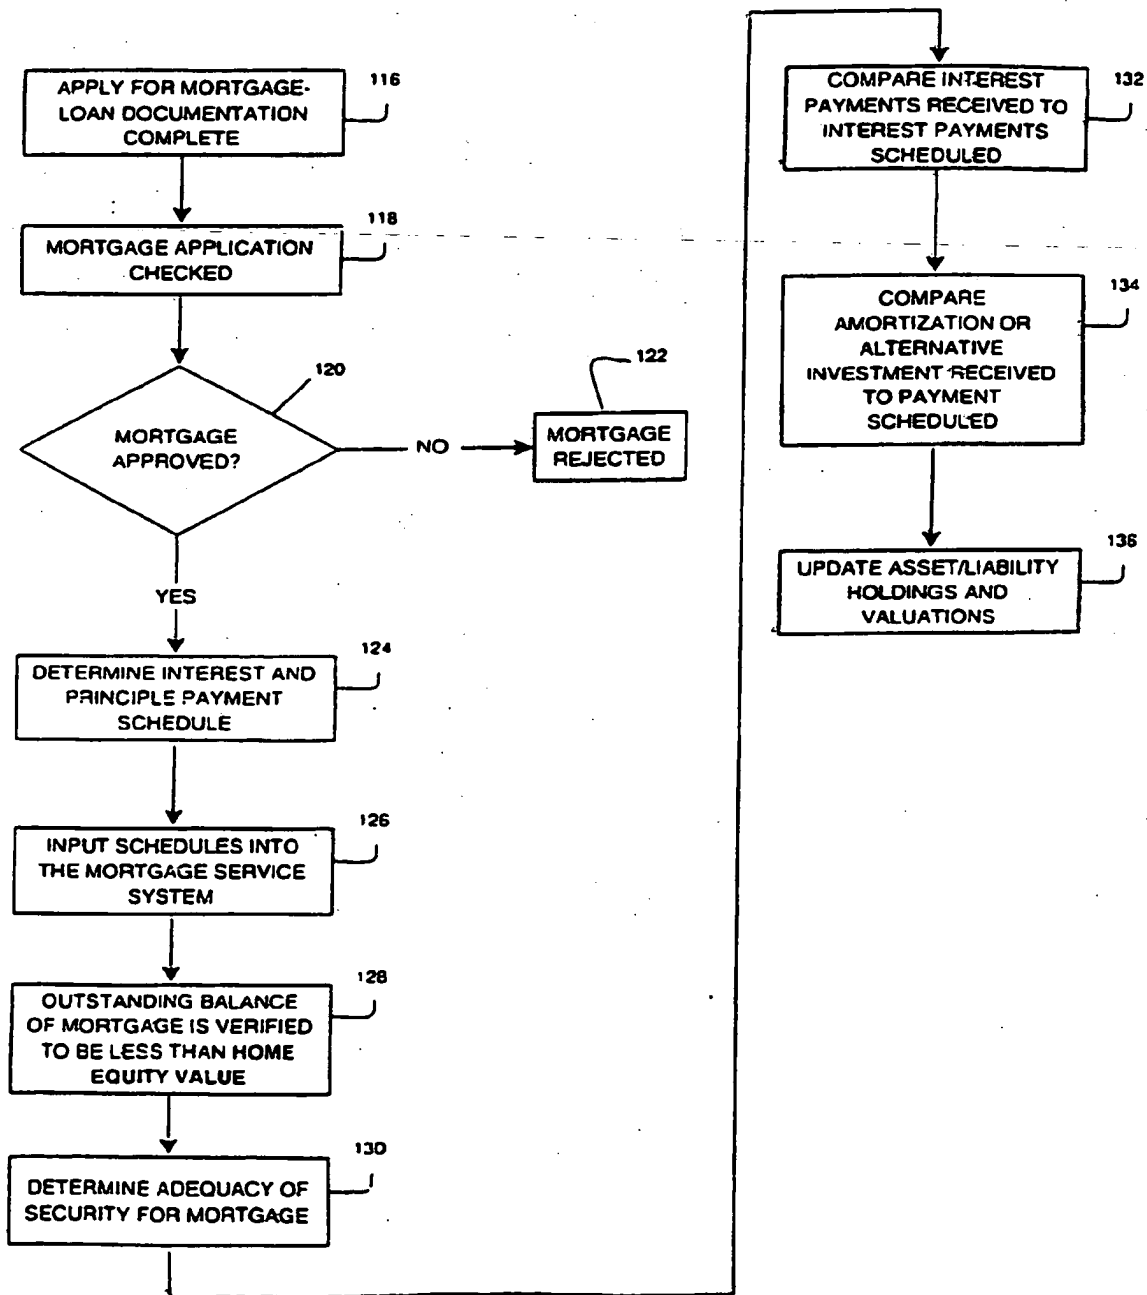 APPLY FOR MORTGAGE-
LOAN DOCUMENTATION
COMPLETE
116
MORTGAGE APPLICATION
CHECKED
118
MORTGAGE
APPROVED?
120
NO
MORTGAGE
REJECTED
122
YES
DETERMINE INTEREST AND
PRINCIPLE PAYMENT
SCHEDULE
124
INPUT SCHEDULES INTO
THE MORTGAGE SERVICE
SYSTEM
126
OUTSTANDING BALANCE
OF MORTGAGE IS VERIFIED
TO BE LESS THAN HOME
EQUITY VALUE
128
DETERMINE ADEQUACY OF
SECURITY FOR MORTGAGE
130
COMPARE INTEREST
PAYMENTS RECEIVED TO
INTEREST PAYMENTS
SCHEDULED
132
COMPARE
AMORTIZATION OR
ALTERNATIVE
INVESTMENT RECEIVED
TO PAYMENT
SCHEDULED
134
UPDATE ASSET/LIABILITY
HOLDINGS AND
VALUATIONS
136